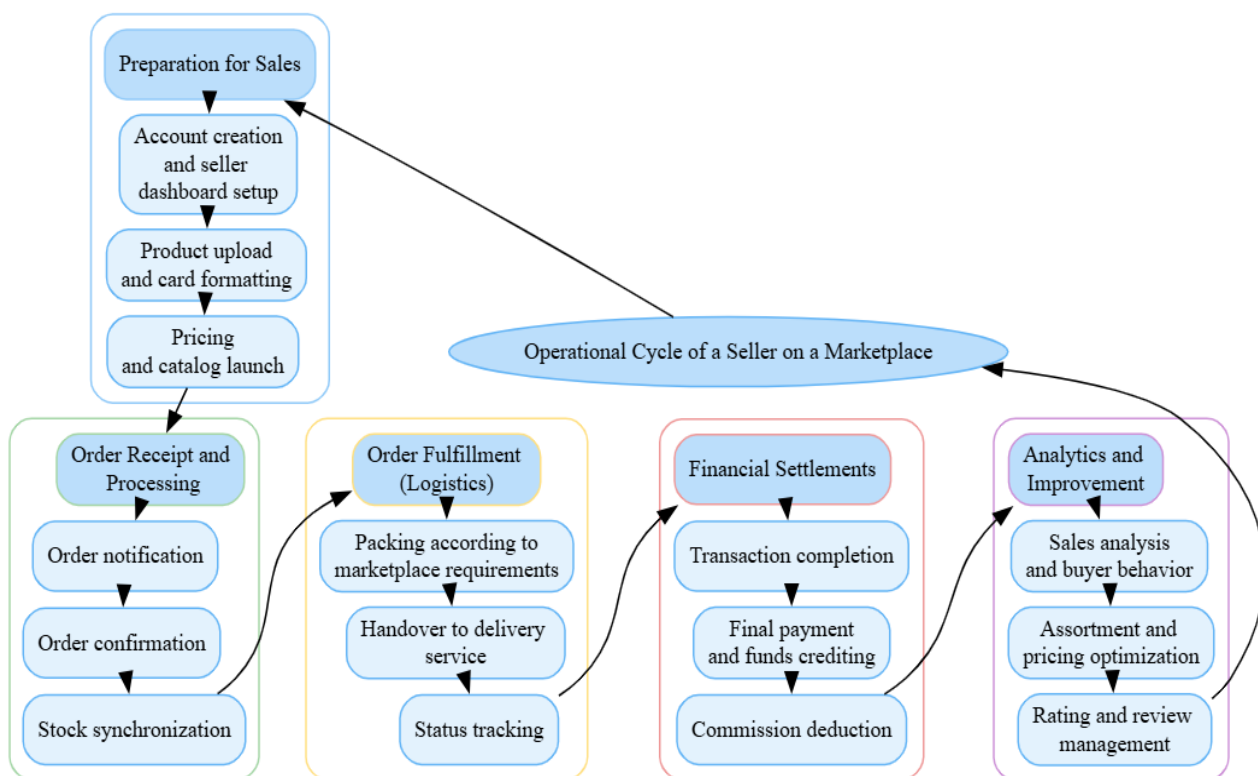 Preparation for Sales
Account creation
and seller
dashboard setup
Product upload
and card formatting
Pricing
and catalog launch
Operational Cycle of a Seller on a Marketplace
Order Receipt and
Processing
Order notification
Order confirmation
Stock synchronization
Order Fulfillment
(Logistics)
Packing according to
marketplace requirements
Handover to delivery
service
Status tracking
Financial Settlements
Transaction completion
Final payment
and funds crediting
Commission deduction
Analytics and
Improvement
Sales analysis
and buyer behavior
Assortment and
pricing optimization
Rating and review
management